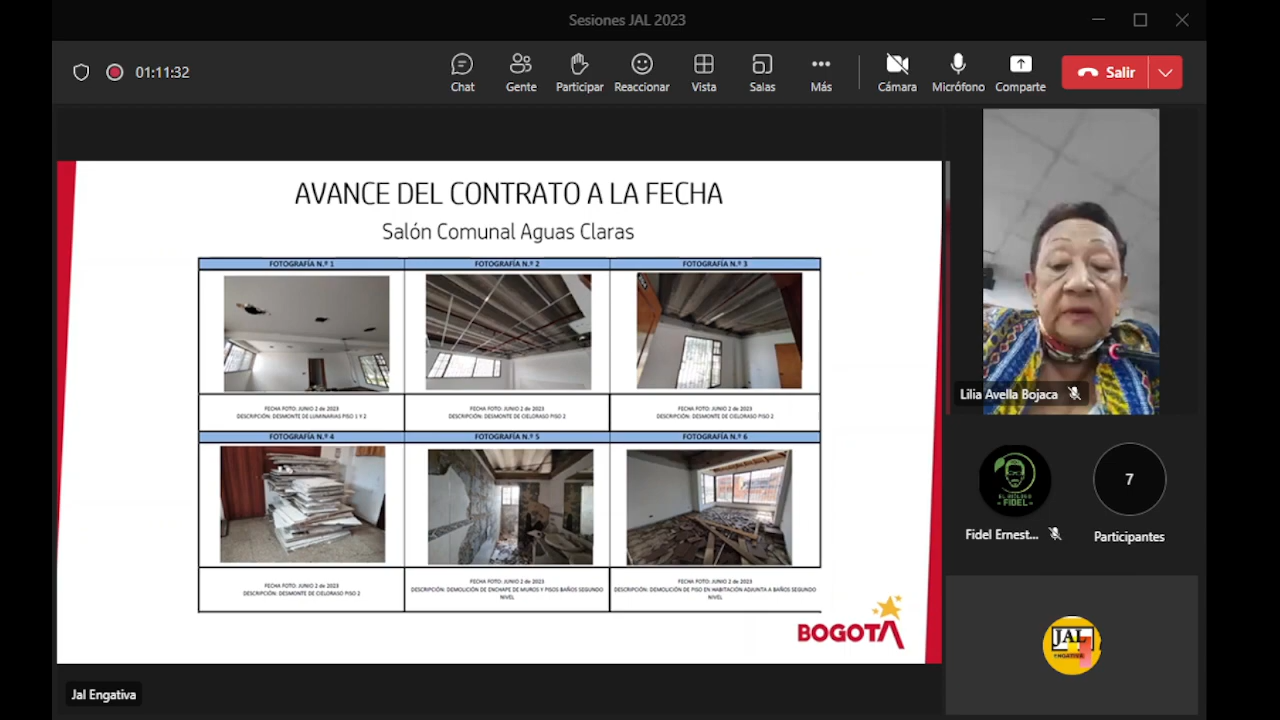 Sesiones JAL 2023
01:11:32
Chat
Gente
Participar
Reaccionar
Vista
Salas
Más
Cámara
Micrófono
Comparte
Salir
AVANCE DEL CONTRATO A LA FECHA
Salón Comunal Aguas Claras
FOTOGRAFÍA N.º 1
FOTOGRAFÍA N.º 2
FOTOGRAFÍA N.º 3
FECHA FOTO: JUNIO 2 de 2023
DESCRIPCIÓN: DESMONTE DE LUMINARIAS PISO 1 Y 2
FECHA FOTO: JUNIO 2 de 2023
DESCRIPCIÓN: DESMONTE DE CIELORASO PISO 2
FECHA FOTO: JUNIO 2 de 2023
DESCRIPCIÓN: DESMONTE DE CIELORASO PISO 2
FOTOGRAFÍA N.º 4
FOTOGRAFÍA N.º 5
FOTOGRAFÍA N.º 6
FECHA FOTO: JUNIO 2 de 2023
DESCRIPCIÓN: DESMONTE DE CIELORASO PISO 2
FECHA FOTO: JUNIO 2 de 2023
DESCRIPCIÓN: DEMOLICIÓN DE ENCHAPE DE MUROS Y PISOS BAÑOS SEGUNDO
NIVEL
FECHA FOTO: JUNIO 2 de 2023
DESCRIPCIÓN: DEMOLICIÓN DE PISO EN HABITACIÓN ADJUNTA A BAÑOS SEGUNDO
NIVEL
BOGOTA
Jal Engativa
Lilia Avella Bojaca
FIDEL
Fidel Ernest...
7
Participantes
JAL
ENGATIVA